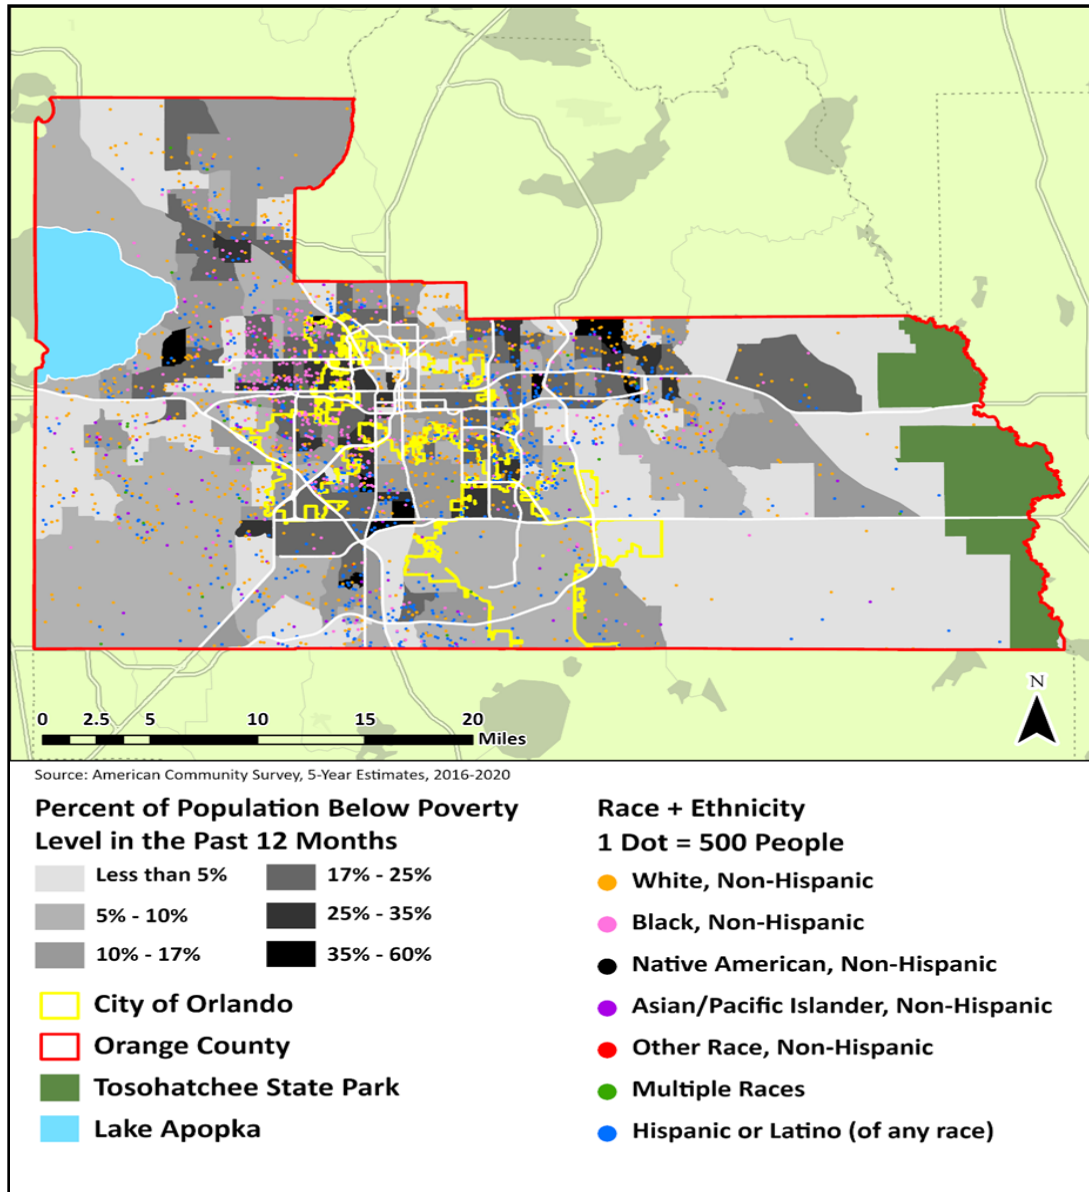 N
0 2.5 5 10 15 20
Miles
Source: American Community Survey, 5-Year Estimates, 2016-2020
Percent of Population Below Poverty
Level in the Past 12 Months
Less than 5%
17% - 25%
5% - 10%
25% - 35%
10% - 17%
35% - 60%
City of Orlando
Orange County
Tosohatchee State Park
Lake Apopka
Race + Ethnicity
1 Dot = 500 People
White, Non-Hispanic
Black, Non-Hispanic
Native American, Non-Hispanic
Asian/Pacific Islander, Non-Hispanic
Other Race, Non-Hispanic
Multiple Races
Hispanic or Latino (of any race)